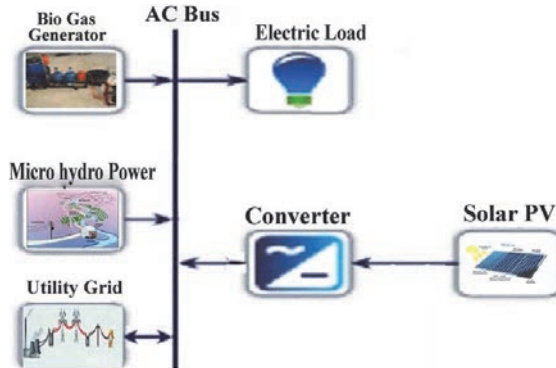 Bio Gas
Generator
AC Bus
Electric Load
Micro hydro Power
Converter
Solar PV
Utility Grid